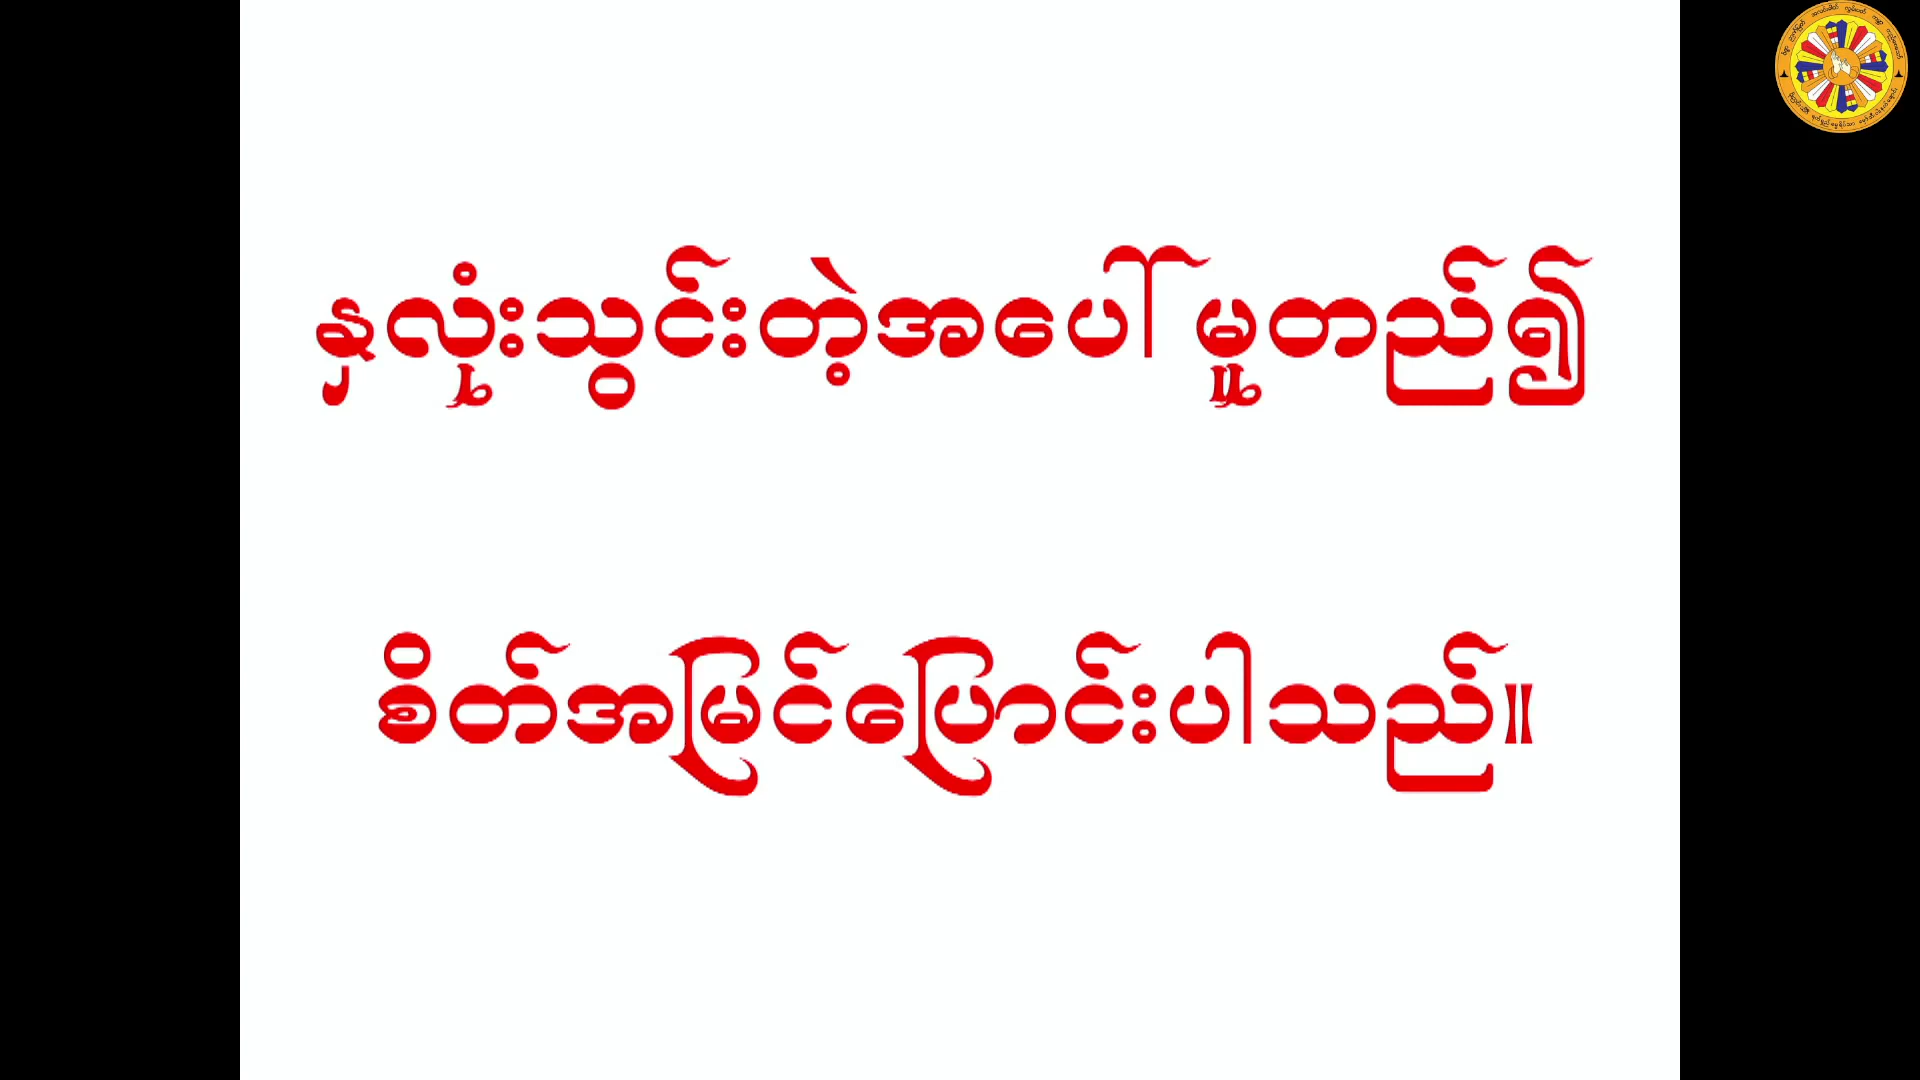 နှလုံးသွင်းတဲ့အပေါ် မူတည်၍
စိတ်အမြင်ပြောင်းပါသည်။